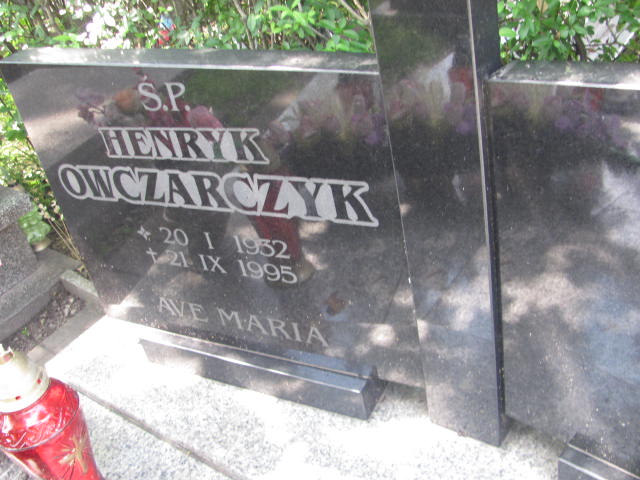 Ś.P.
HENRYK
OWCZARCZYK
* 20 I 1932
† 21 IX 1995
AVE MARIA